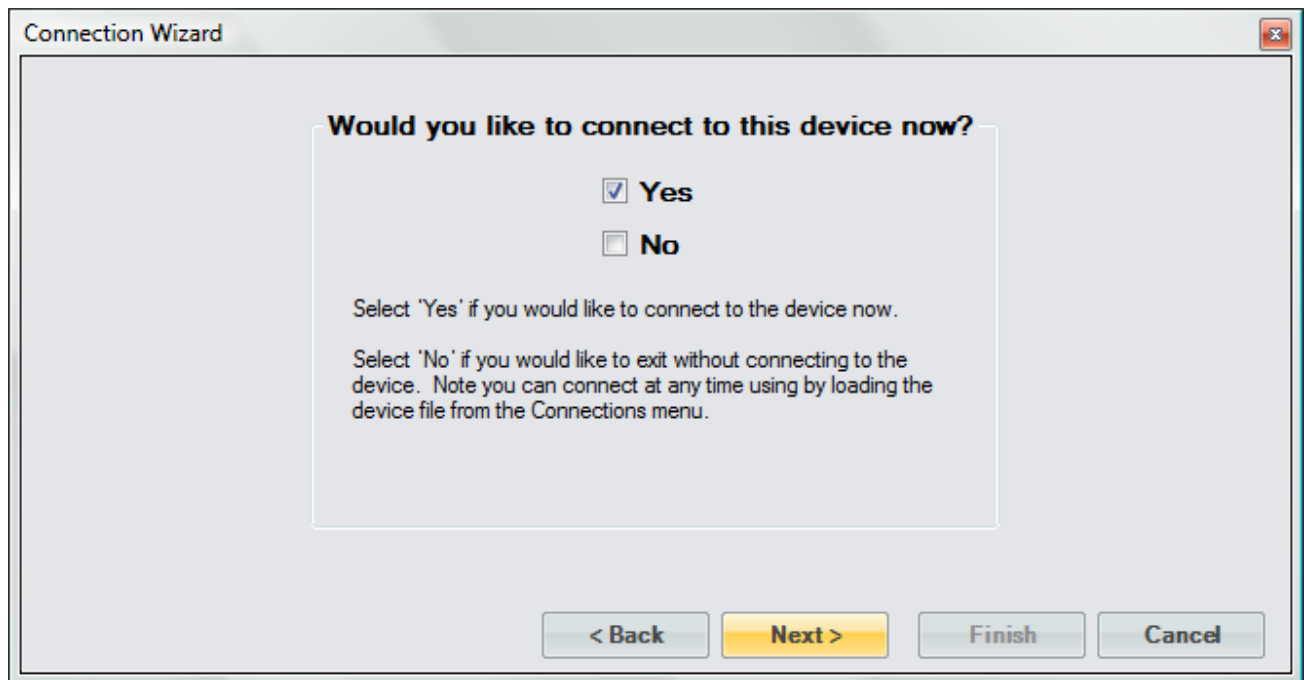 Connection Wizard
Would you like to connect to this device now?
Yes
No
Select 'Yes' if you would like to connect to the device now.
Select 'No' if you would like to exit without connecting to the
device.  Note you can connect at any time using by loading the
device file from the Connections menu.
< Back
Next >
Finish
Cancel